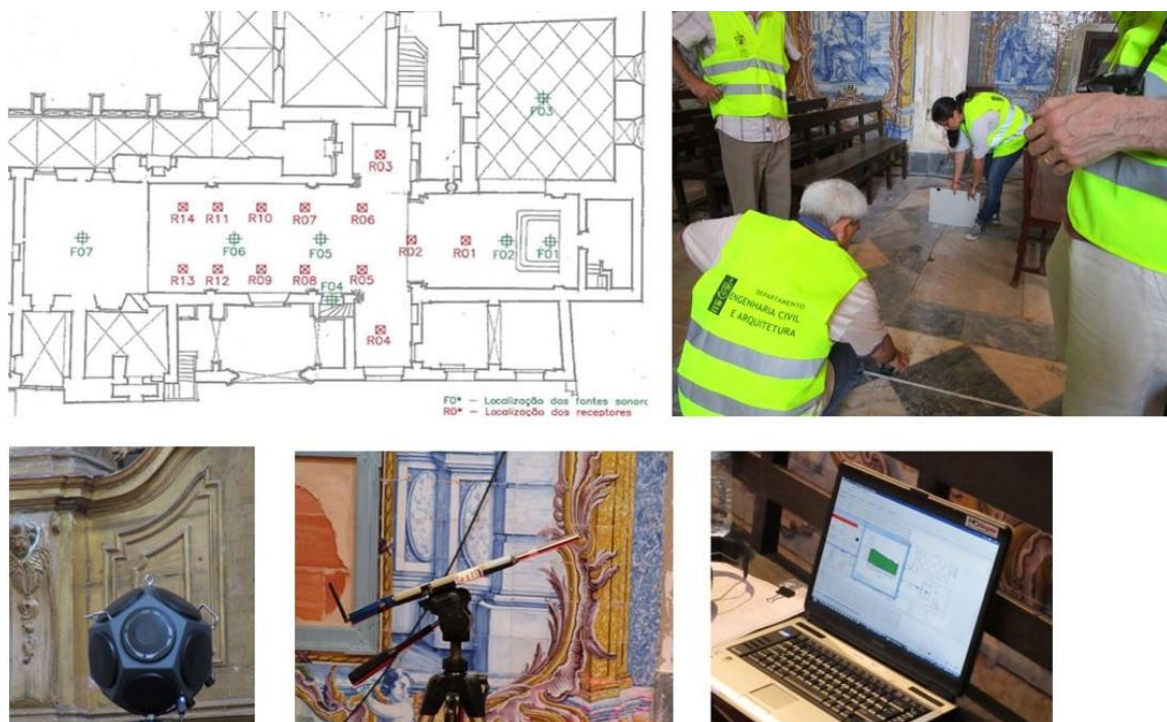 F03
R03
R14 R11 R10 R07 R06
F07 F06 F05 R02 R01 F02 F01
R13 R12 R09 R08 R05
F04
R04
F0* – Localização das fontes sonor
R0* – Localização dos receptores
DEPARTAMENTO
ENGENHARIA CIVIL
E ARQUITETURA